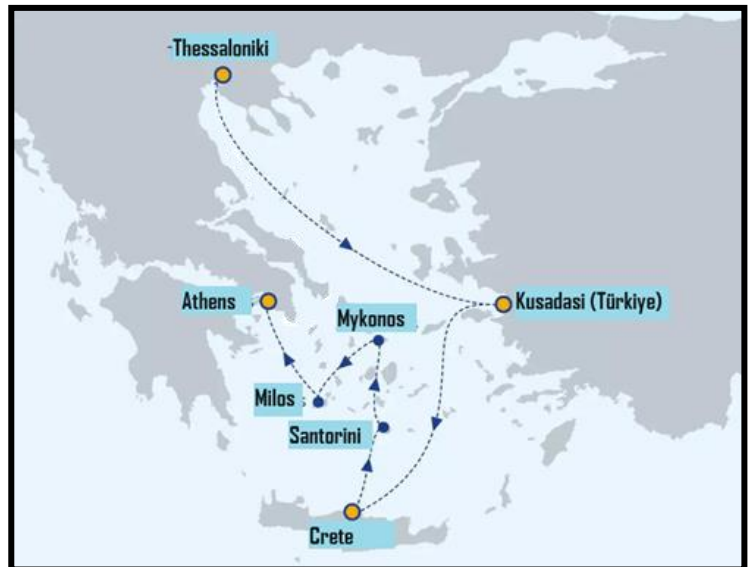 -Thessaloniki
Athens
Mykonos
Kusadasi (Türkiye)
Milos
Santorini
Crete